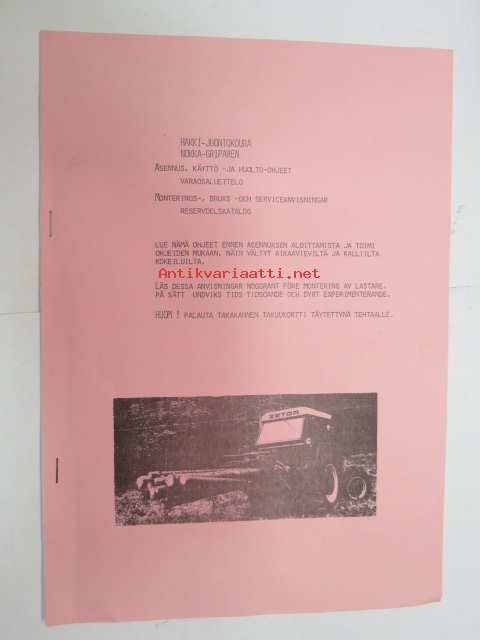 HAKKI-JUONTOKOURA
NOKKA-GRIPAREN
ASENNUS, KÄYTTÖ -JA HUOLTO-OHJEET
VARAOSALUETTELO
MONTERINGS-, BRUKS -OCH SERVICEANVISNINGAR
RESERVDELSKATALOG
LUE NÄMÄ OHJEET ENNEN ASENNUKSEN ALOITTAMISTA JA TOIMI
OHJEIDEN MUKAAN. NÄIN VÄLTYT AIKAAVIEVILTÄ JA KALLIILTA
KOKEILUILTA.
Antikvariaatti.net
LÄS DESSA ANVISNINGAR NOGGRANT FÖRE MONTERING AV LASTARE.
PÅ SÄTT UNDVIKS TIDS TIDSÖANDE OCH DYRT EXPERIMENTERANDE.
HUOM ! PALAUTA TAKAKANNEN TAKUUKORTTI TÄYTETTYNÄ TEHTAALLE.
ZETOR